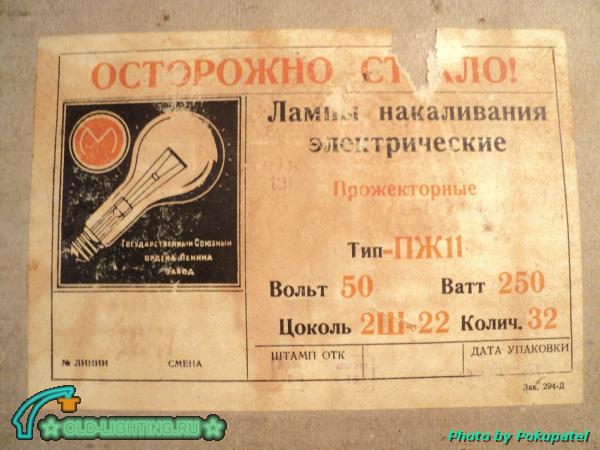 ОСТОРОЖНО СТЕКЛО!
Лампы накаливания
электрические
Прожекторные
Государственный Союзный
ордена Ленина
завод
Тип-ПЖ11
Вольт 50 Ватт 250
Цоколь 2Ш-22 Колич. 32
№ ЛИНИИ СМЕНА
ШТАМП ОТК ДАТА УПАКОВКИ
Зак. 294-Д
OLD-LIGHTING.RU
Photo by Pokupatel